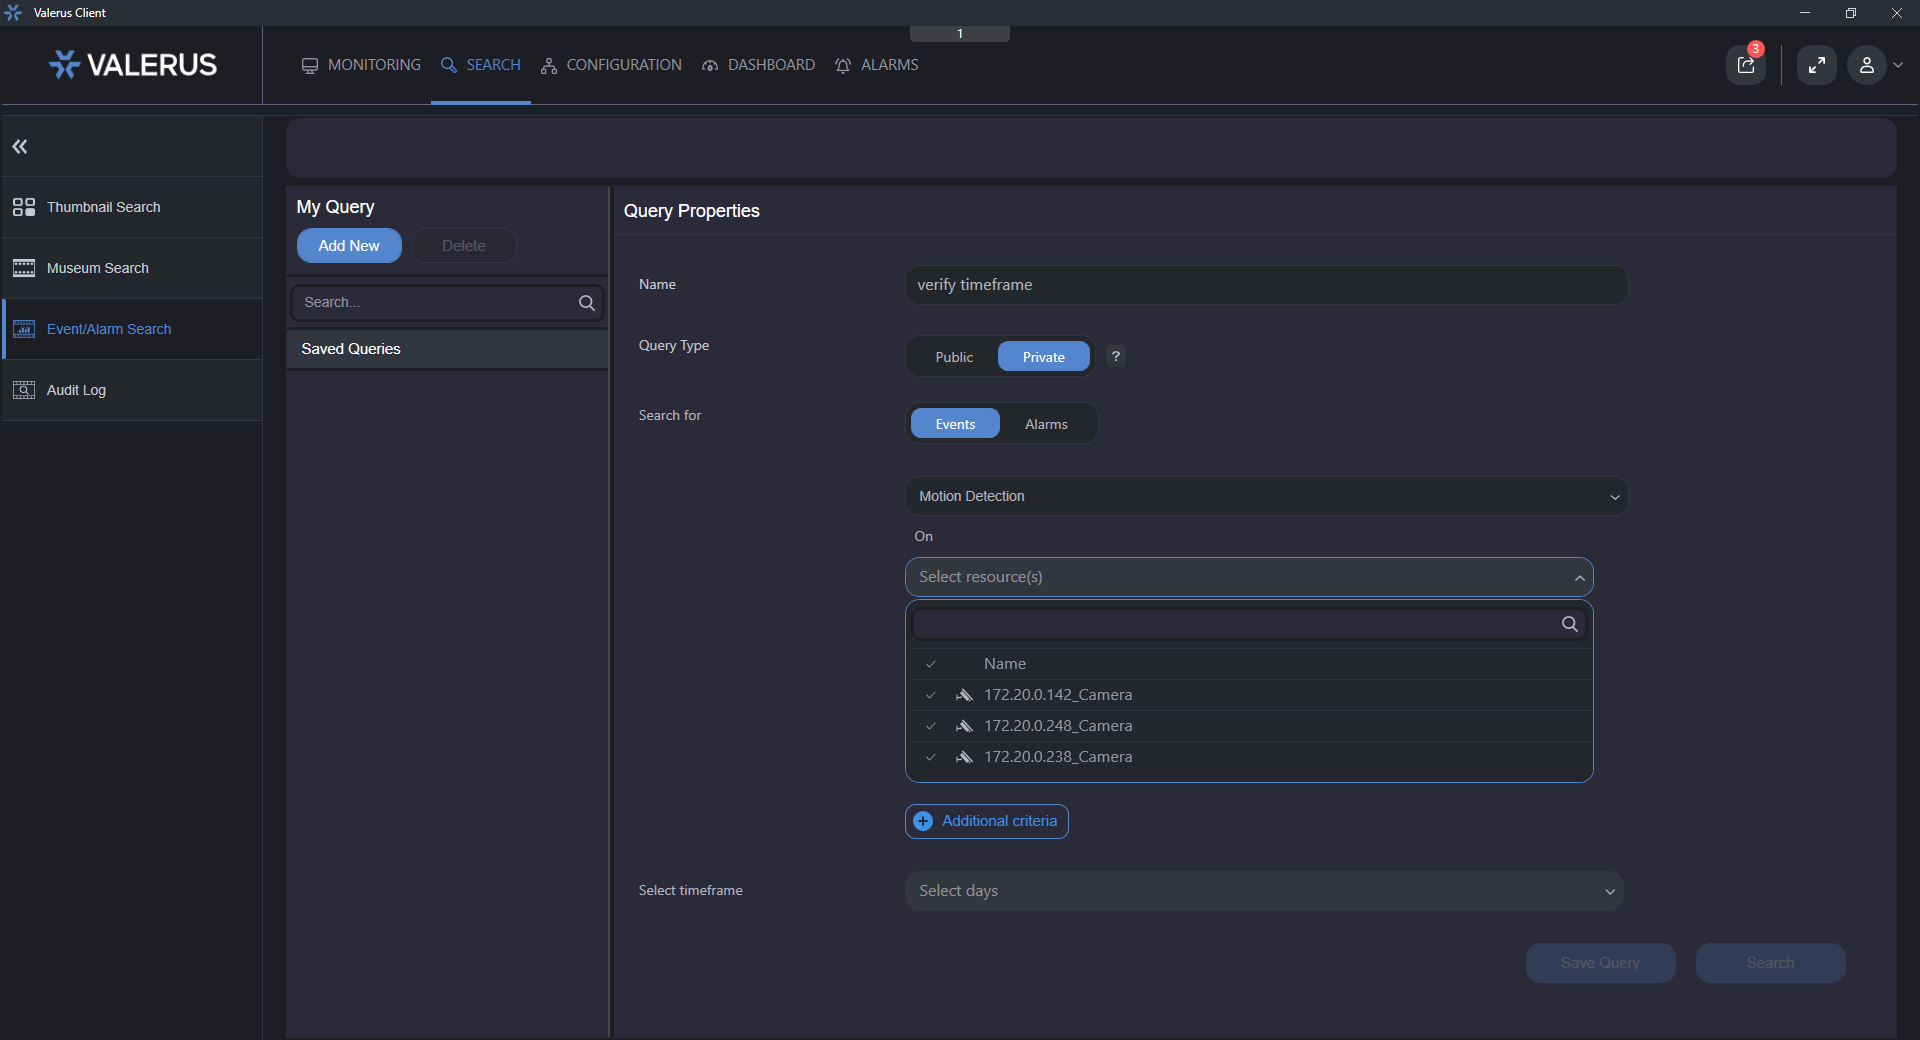 Valerus Client
1
VALERUS
MONITORING
SEARCH
CONFIGURATION
DASHBOARD
ALARMS
3
Thumbnail Search
Museum Search
Event/Alarm Search
Audit Log
My Query
Add New
Delete
Search...
Saved Queries
Query Properties
Name
verify timeframe
Query Type
Public
Private
?
Search for
Events
Alarms
Motion Detection
On
Select resource(s)
Name
172.20.0.142_Camera
172.20.0.248_Camera
172.20.0.238_Camera
Additional criteria
Select timeframe
Select days
Save Query
Search